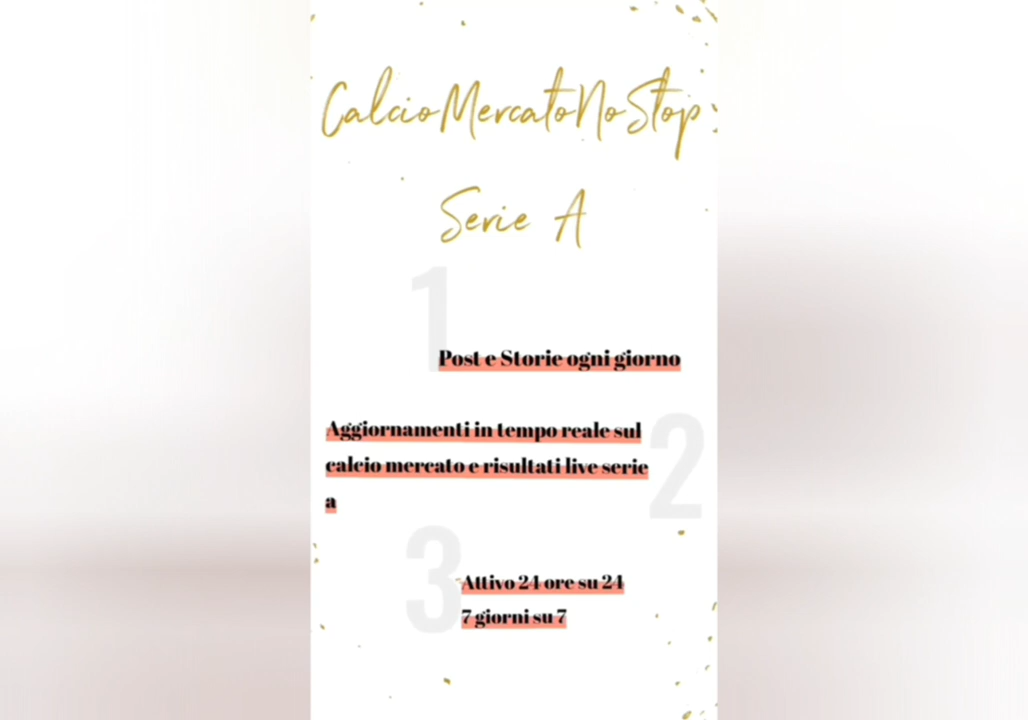 CalcioMercatoNoStop
Serie A
1
Post e Storie ogni giorno
Aggiornamenti in tempo reale sul
calcio mercato e risultati live serie
a
2
3
Attivo 24 ore su 24
7 giorni su 7